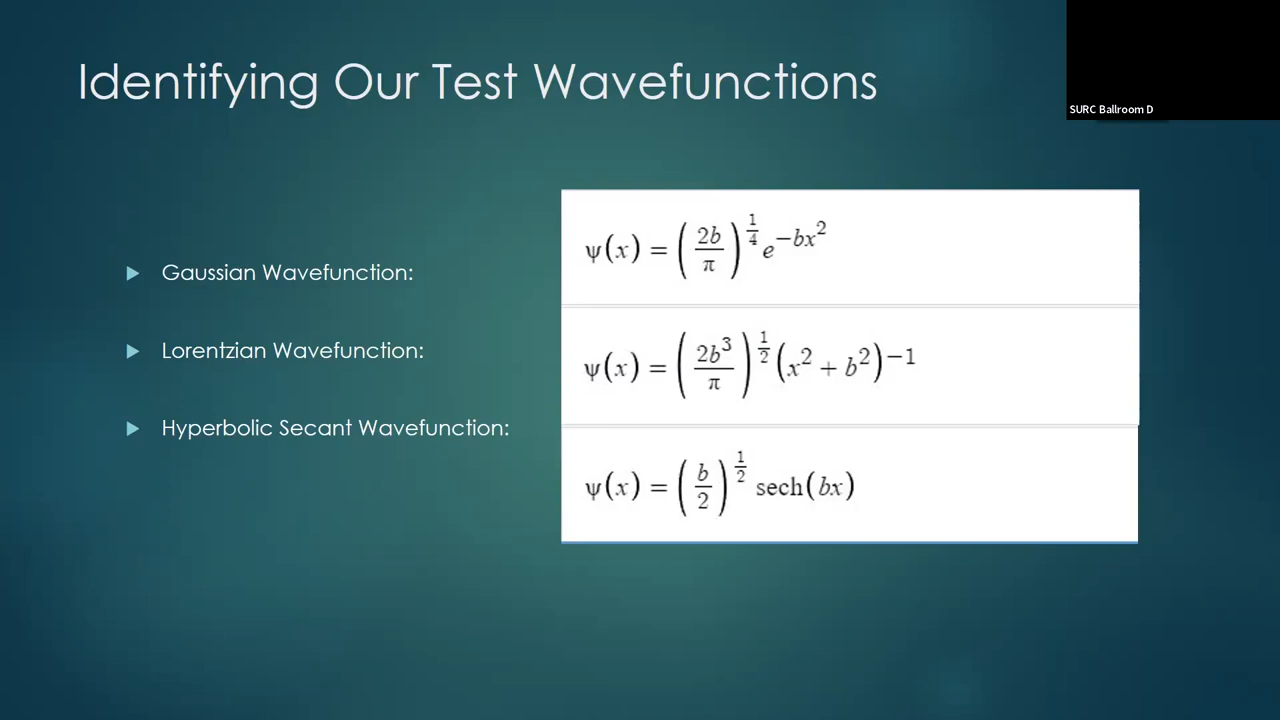 Identifying Our Test Wavefunctions
SURC Ballroom D
Gaussian Wavefunction:
ψ(x) = (2b/π)^(1/4) e^(−bx²)
Lorentzian Wavefunction:
ψ(x) = (2b³/π)^(1/2) (x² + b²)^(−1)
Hyperbolic Secant Wavefunction:
ψ(x) = (b/2)^(1/2) sech(bx)